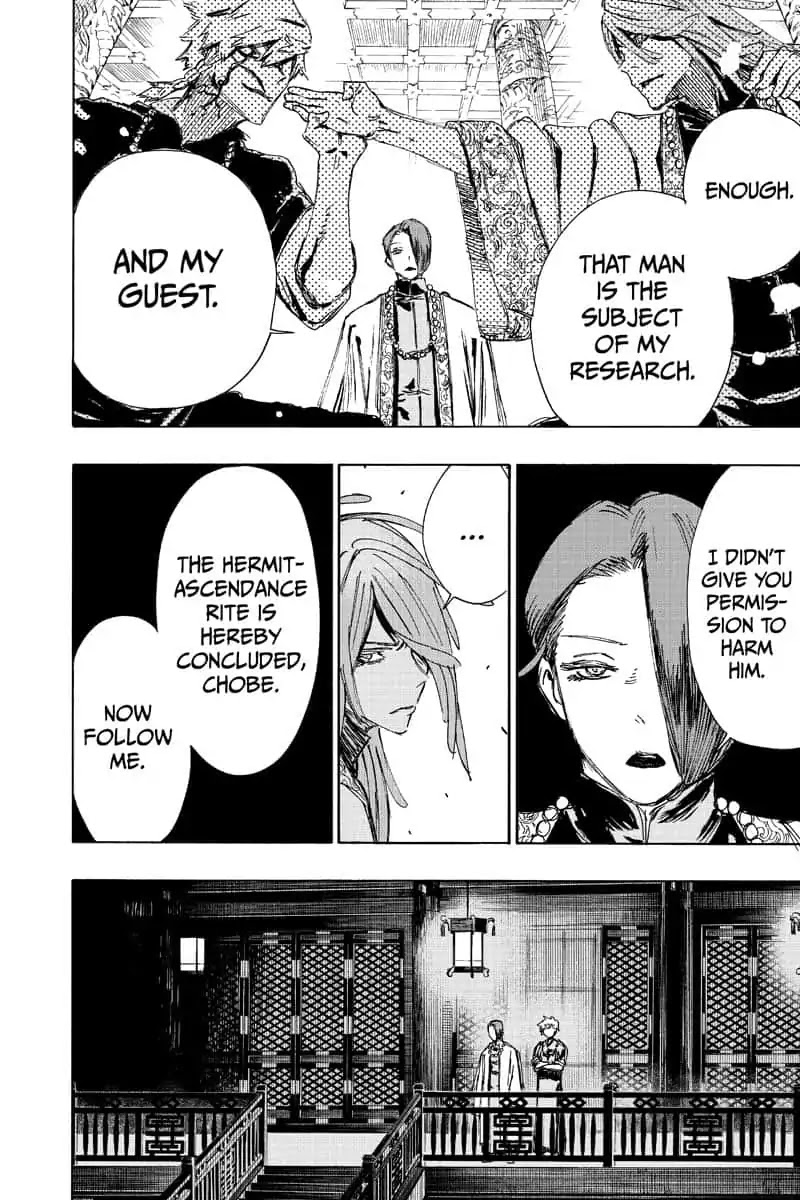 ENOUGH.
THAT MAN
IS THE
SUBJECT
OF MY
RESEARCH.
AND MY
GUEST.
I DIDN'T
GIVE YOU
PERMIS-
SION TO
HARM
HIM.
...
THE HERMIT-
ASCENDANCE
RITE IS
HEREBY
CONCLUDED,
CHOBE.
NOW
FOLLOW
ME.